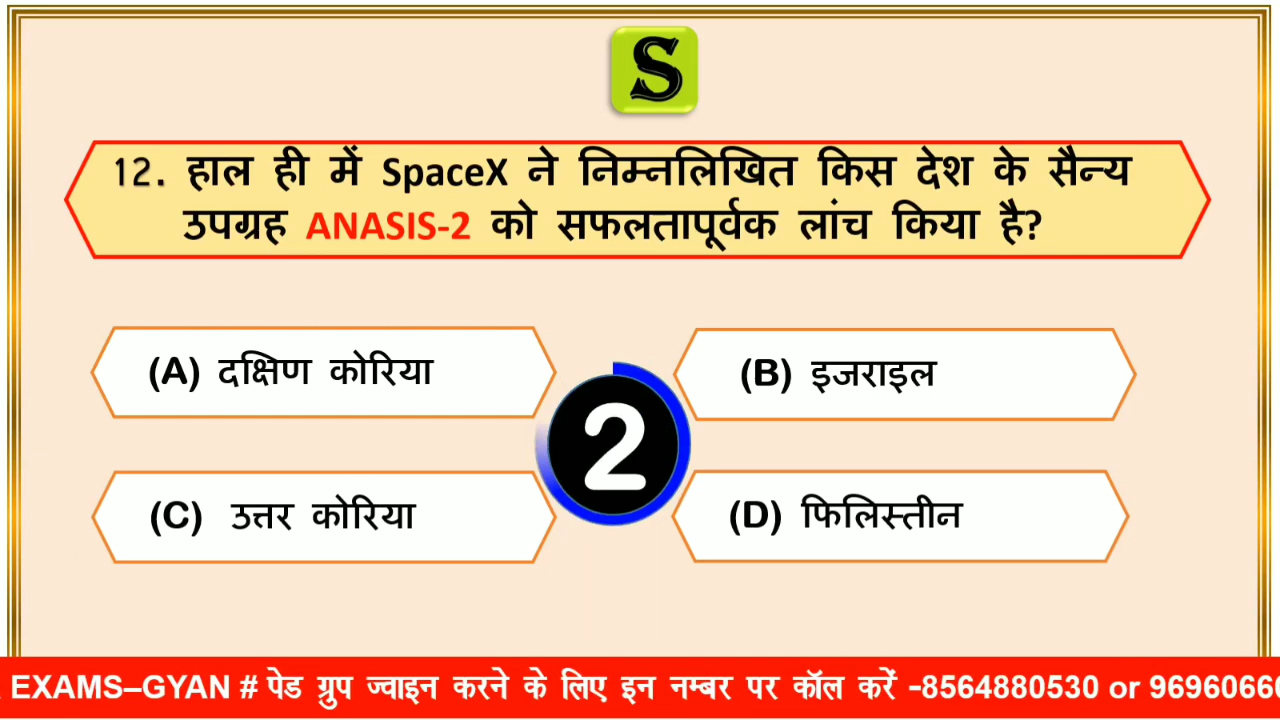 S
12. हाल ही में SpaceX ने निम्नलिखित किस देश के सैन्य
उपग्रह ANASIS-2 को सफलतापूर्वक लांच किया है?
(A) दक्षिण कोरिया
(B) इजराइल
2
(C) उत्तर कोरिया
(D) फिलिस्तीन
EXAMS–GYAN # पेड ग्रुप ज्वाइन करने के लिए इन नम्बर पर कॉल करें -8564880530 or